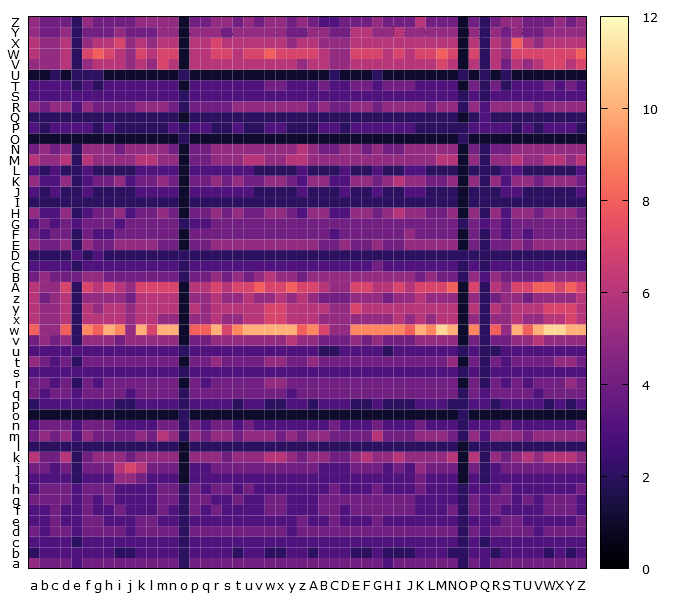 Z
Y
X
W
V
U
T
S
R
Q
P
O
N
M
L
K
J
I
H
G
F
E
D
C
B
A
z
y
x
w
v
u
t
s
r
q
p
o
n
m
l
k
j
i
h
g
f
e
d
c
b
a
a b c d e f g h i j k l m n o p q r s t u v w x y z A B C D E F G H I J K L M N O P Q R S T U V W X Y Z
12
10
8
6
4
2
0